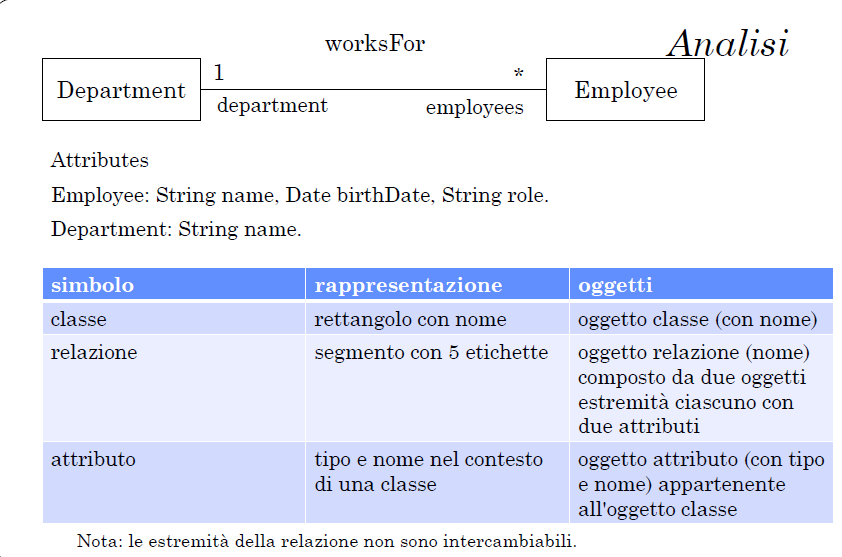 Analisi
worksFor
1
*
Department
department
employees
Employee
Attributes
Employee: String name, Date birthDate, String role.
Department: String name.
simbolo rappresentazione oggetti
classe rettangolo con nome oggetto classe (con nome)
relazione segmento con 5 etichette oggetto relazione (nome)
composto da due oggetti
estremità ciascuno con
due attributi
attributo tipo e nome nel contesto oggetto attributo (con tipo
di una classe e nome) appartenente
all'oggetto classe
Nota: le estremità della relazione non sono intercambiabili.